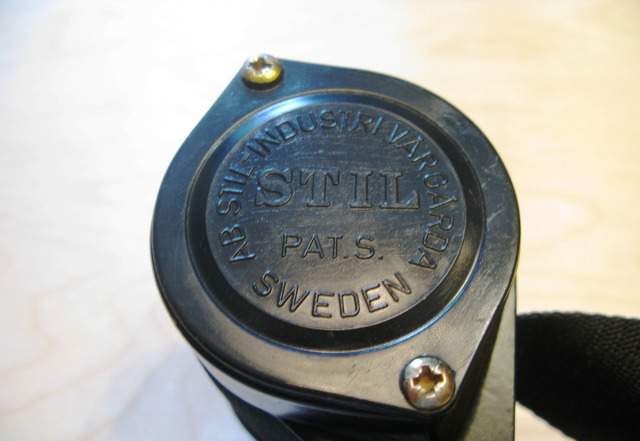 AB STIL-INDUSTRI VÅRGÅRDA
STIL
PAT. S.
SWEDEN